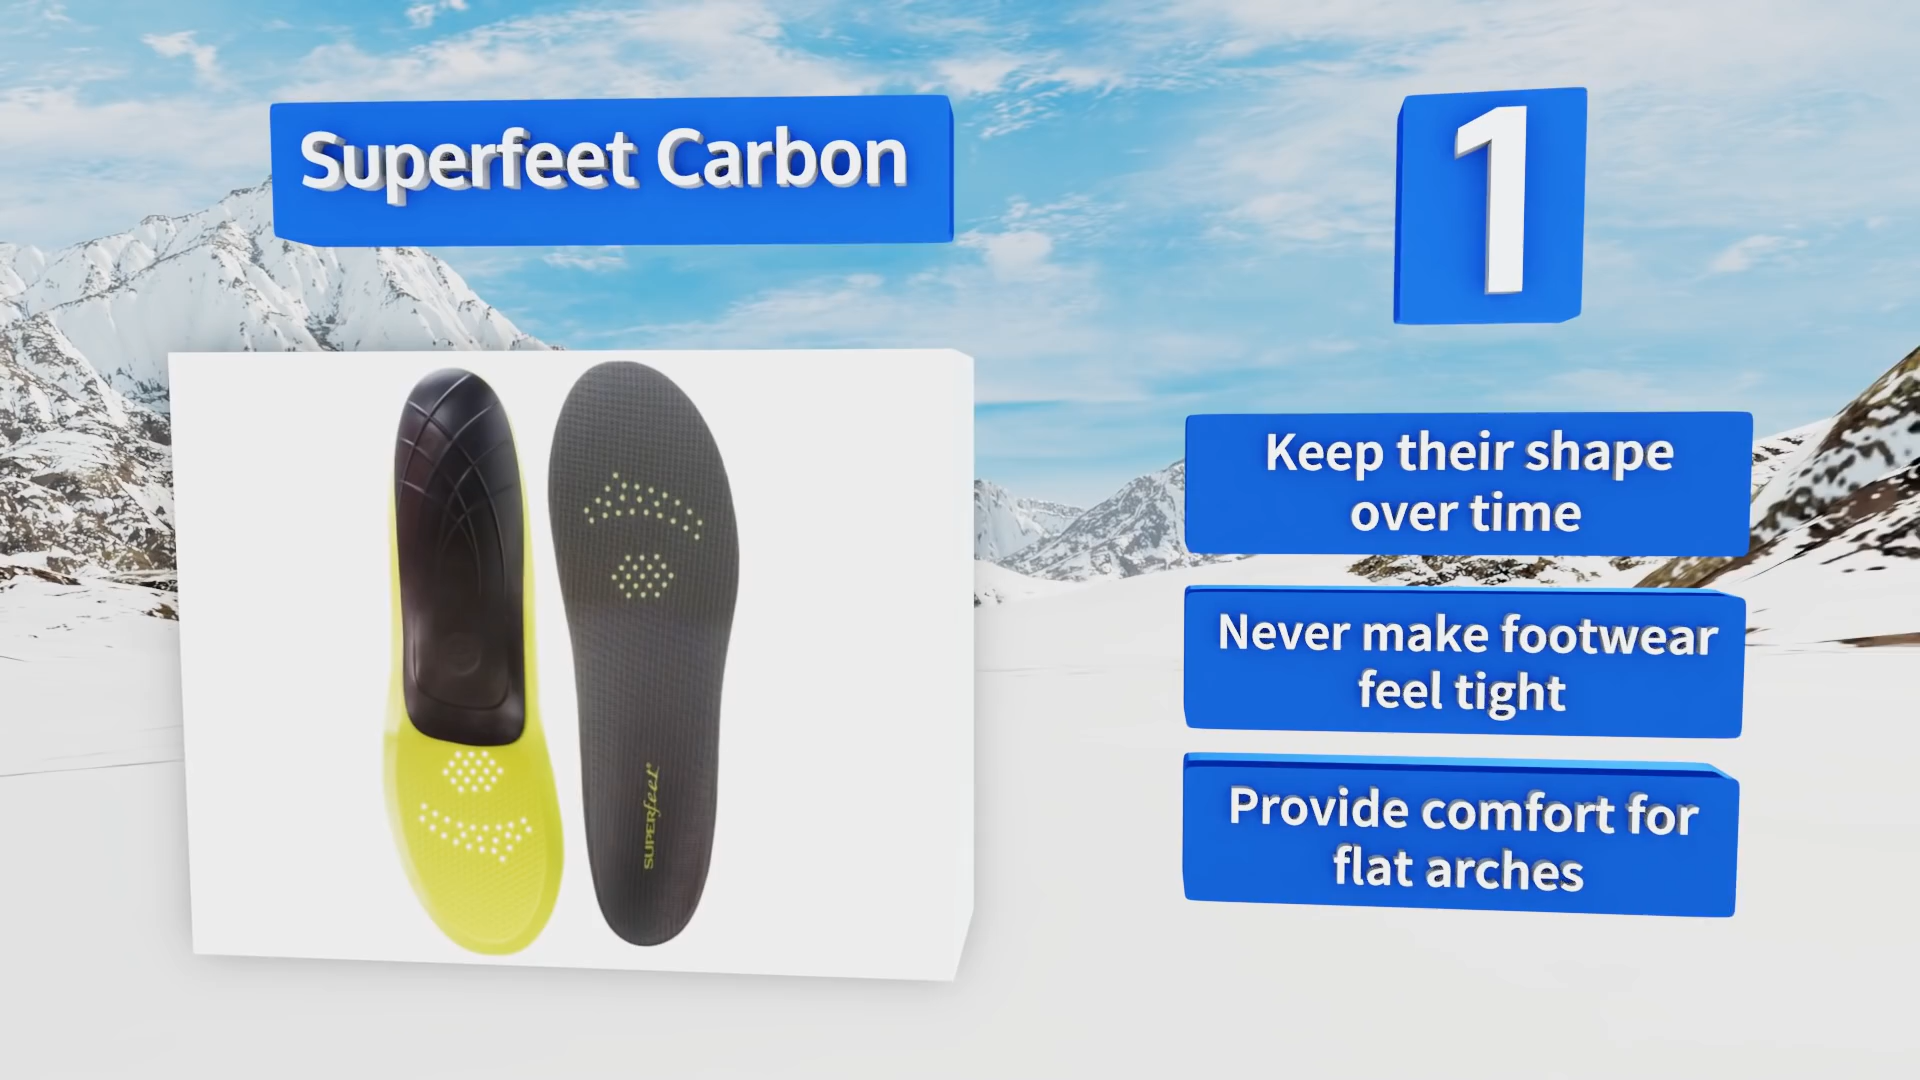 Superfeet Carbon
1
SUPERfeet®
Keep their shape
over time
Never make footwear
feel tight
Provide comfort for
flat arches